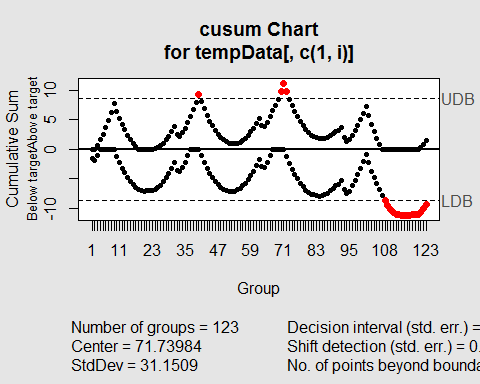 cusum Chart
for tempData[, c(1, i)]
Cumulative Sum
Below target Above target
10
5
0
-10
UDB
LDB
1 11 23 35 47 59 71 83 95 108 123
Group
Number of groups = 123
Center = 71.73984
StdDev = 31.1509
Decision interval (std. err.) =
Shift detection (std. err.) = 0.
No. of points beyond